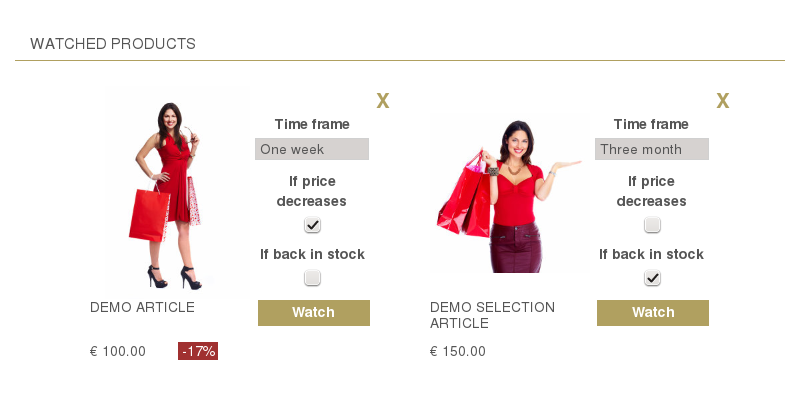 WATCHED PRODUCTS
X
Time frame
One week
If price
decreases
If back in stock
Watch
DEMO ARTICLE
€ 100.00 -17%
X
Time frame
Three month
If price
decreases
If back in stock
Watch
DEMO SELECTION
ARTICLE
€ 150.00